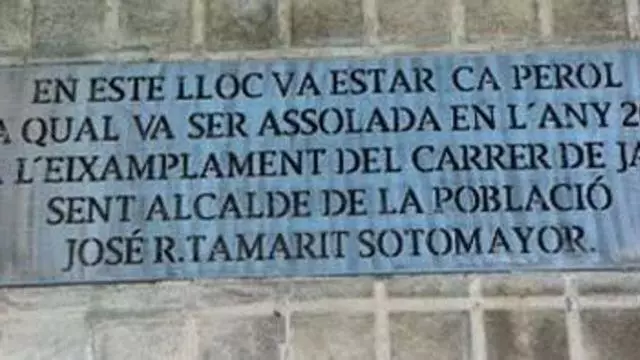 EN ESTE LLOC VA ESTAR CA PEROL
A QUAL VA SER ASSOLADA EN L´ANY 2
L´EIXAMPLAMENT DEL CARRER DE JA
SENT ALCALDE DE LA POBLACIÓ
JOSÉ R.TAMARIT SOTOMAYOR.